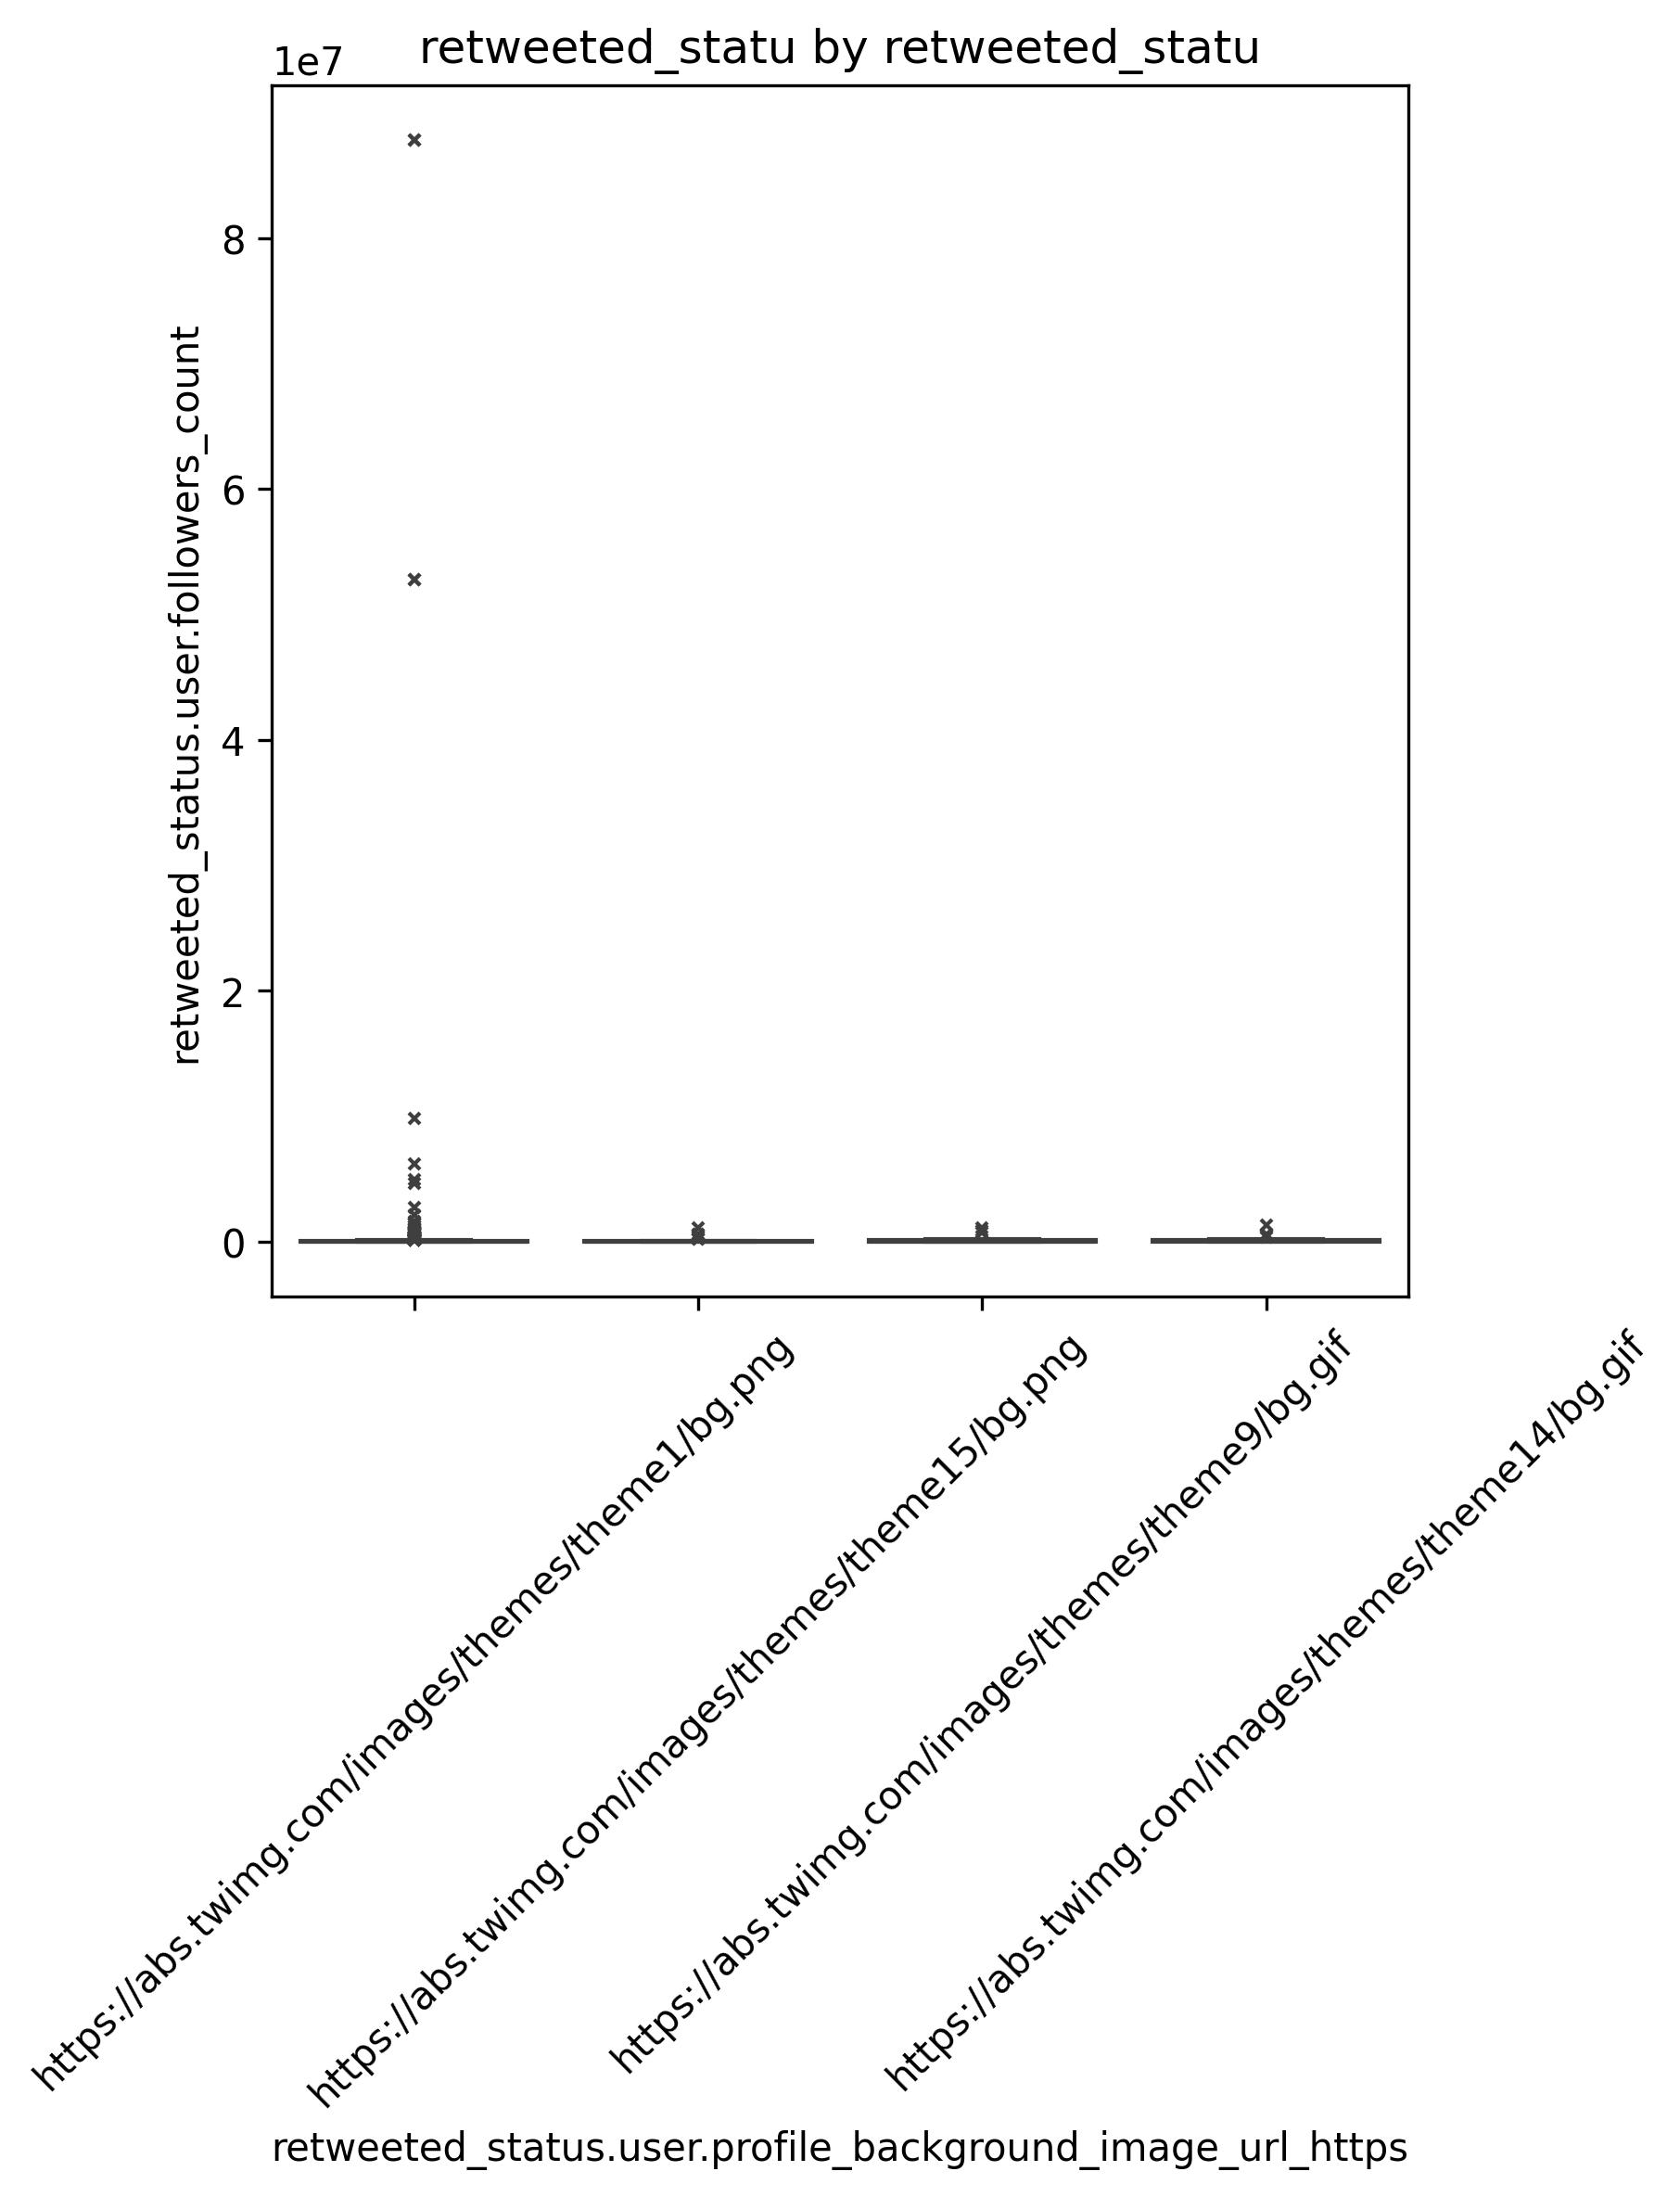 retweeted_statu by retweeted_statu
1e7
8
6
4
2
0
retweeted_status.user.followers_count
https://abs.twimg.com/images/themes/theme1/bg.png
https://abs.twimg.com/images/themes/theme15/bg.png
https://abs.twimg.com/images/themes/theme9/bg.gif
https://abs.twimg.com/images/themes/theme14/bg.gif
retweeted_status.user.profile_background_image_url_https